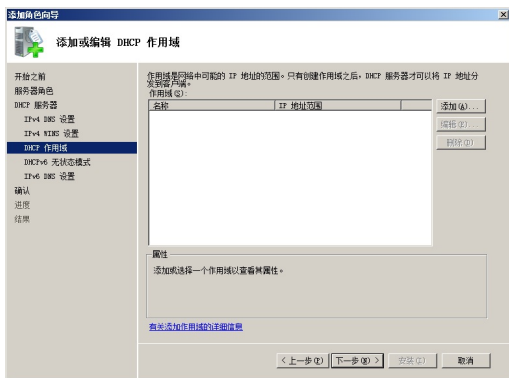 添加角色向导
添加或编辑 DHCP 作用域
开始之前
服务器角色
DHCP 服务器
IPv4 DNS 设置
IPv4 WINS 设置
DHCP 作用域
DHCPv6 无状态模式
IPv6 DNS 设置
确认
进度
结果
作用域是网络中可能的 IP 地址的范围。只有创建作用域之后，DHCP 服务器才可以将 IP 地址分
发到客户端。
作用域(S):
名称 IP 地址范围
添加(A)...
编辑(E)...
删除(D)
属性
添加或选择一个作用域以查看其属性。
有关添加作用域的详细信息
< 上一步(P) 下一步(N) > 安装(I) 取消